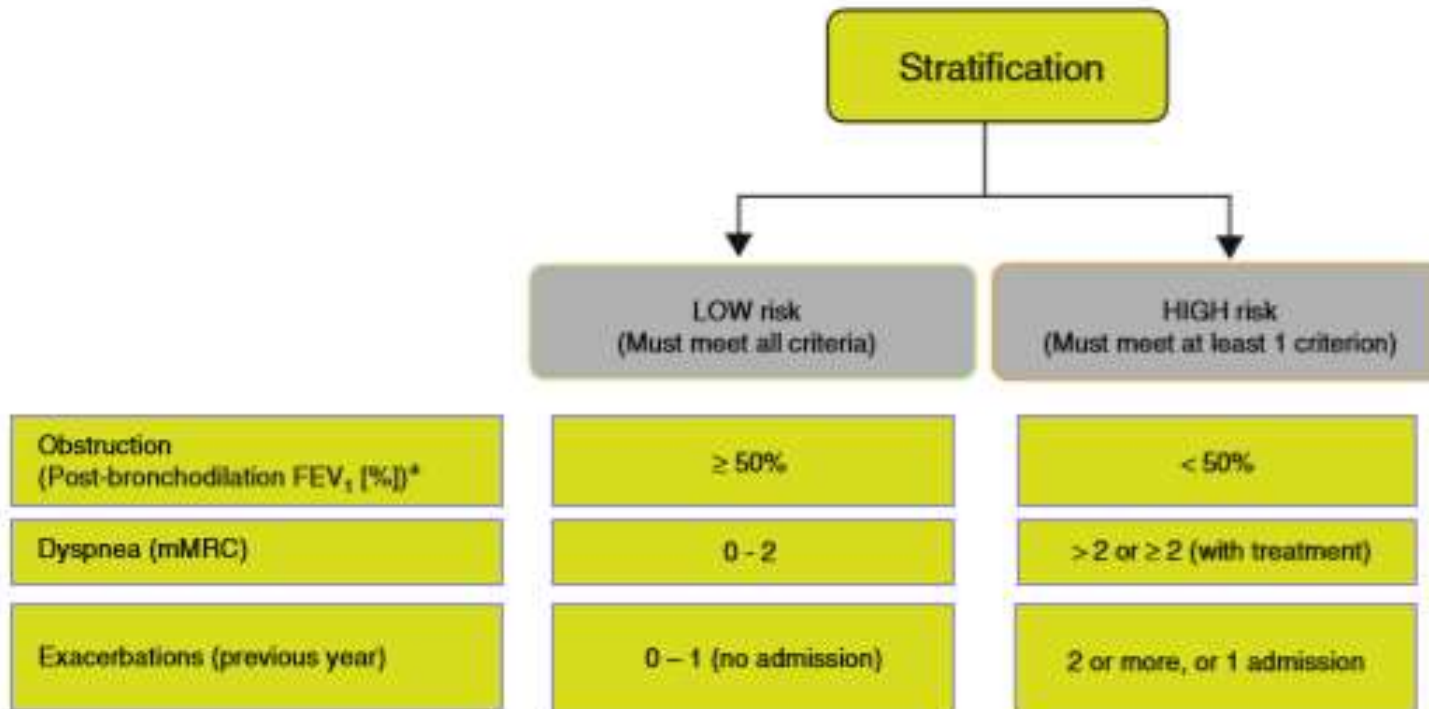 Stratification
LOW risk
(Must meet all criteria)
HIGH risk
(Must meet at least 1 criterion)
Obstruction
(Post-bronchodilation FEV₁ [%])*
≥ 50%
< 50%
Dyspnea (mMRC)
0 - 2
> 2 or ≥ 2 (with treatment)
Exacerbations (previous year)
0 – 1 (no admission)
2 or more, or 1 admission